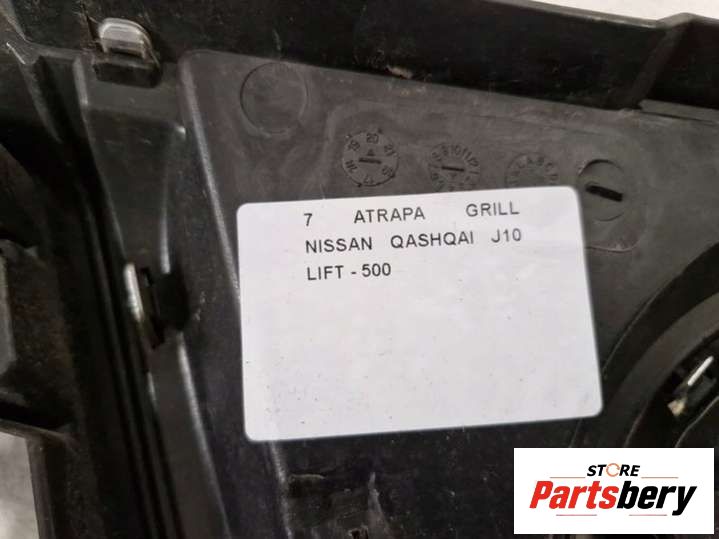 7 ATRAPA GRILL
NISSAN QASHQAI J10
LIFT - 500
STORE
Partsbery